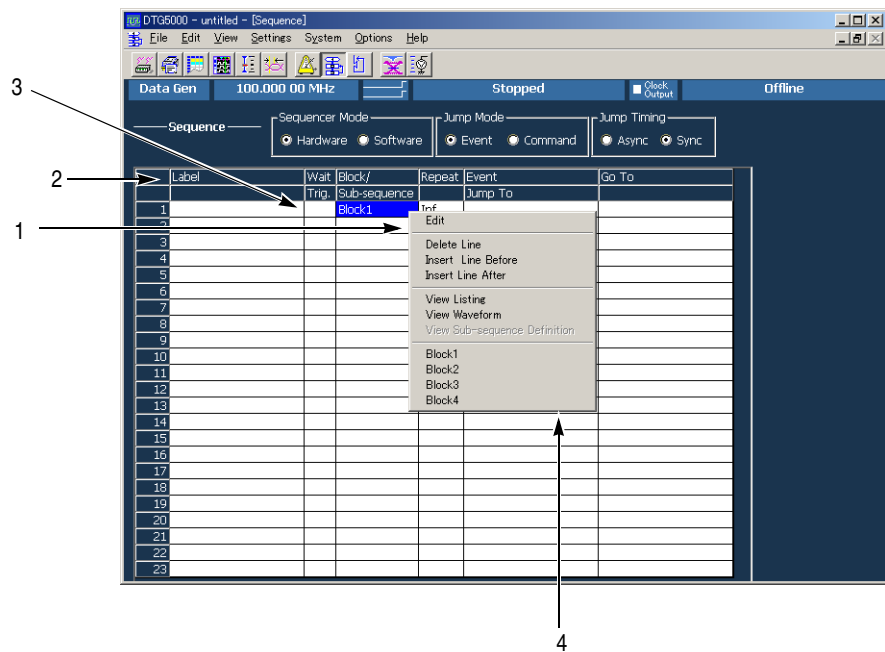 DTG5000 - untitled - [Sequence]
File Edit View Settings System Options Help
Data Gen 100.000 00 MHz Stopped Clock Output Offline
Sequence
Sequencer Mode
Hardware Software
Jump Mode
Event Command
Jump Timing
Async Sync
Label Wait Trig. Block/ Sub-sequence Repeat Event Jump To Go To
1 Block1 Inf
2
3
4
5
6
7
8
9
10
11
12
13
14
15
16
17
18
19
20
21
22
23
Edit
Delete Line
Insert Line Before
Insert Line After
View Listing
View Waveform
View Sub-sequence Definition
Block1
Block2
Block3
Block4
3
2
1
4